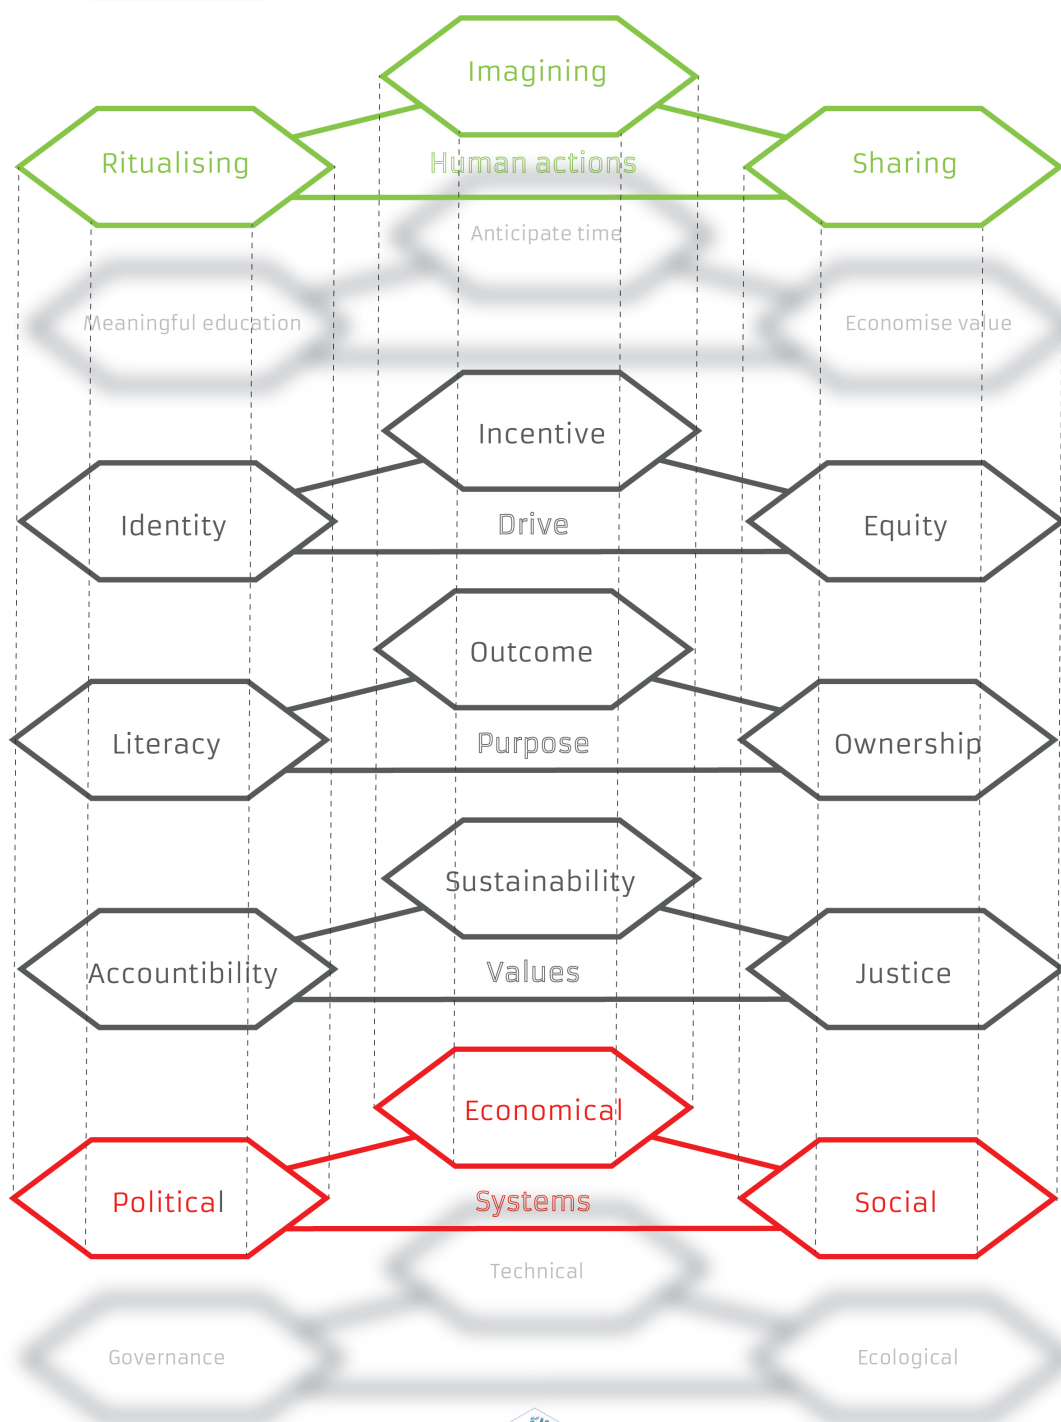 Imagining
Ritualising
Human actions
Sharing
Anticipate time
Meaningful education
Economise value
Incentive
Identity
Drive
Equity
Outcome
Literacy
Purpose
Ownership
Sustainability
Accountibility
Values
Justice
Economical
Political
Systems
Social
Technical
Governance
Ecological